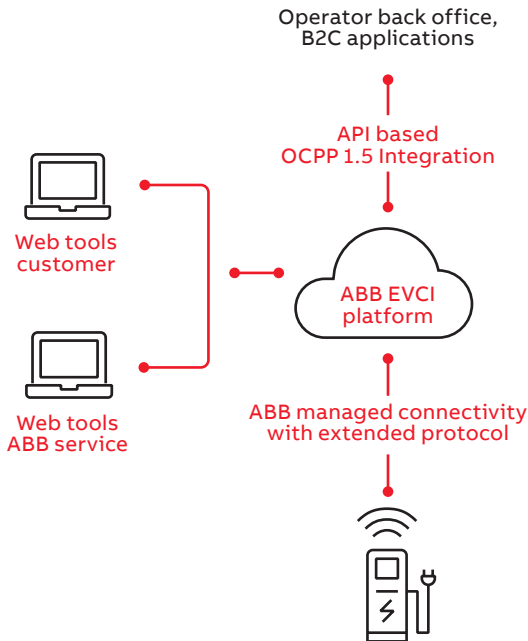 Operator back office,
B2C applications
API based
OCPP 1.5 Integration
Web tools
customer
ABB EVCI
platform
Web tools
ABB service
ABB managed connectivity
with extended protocol